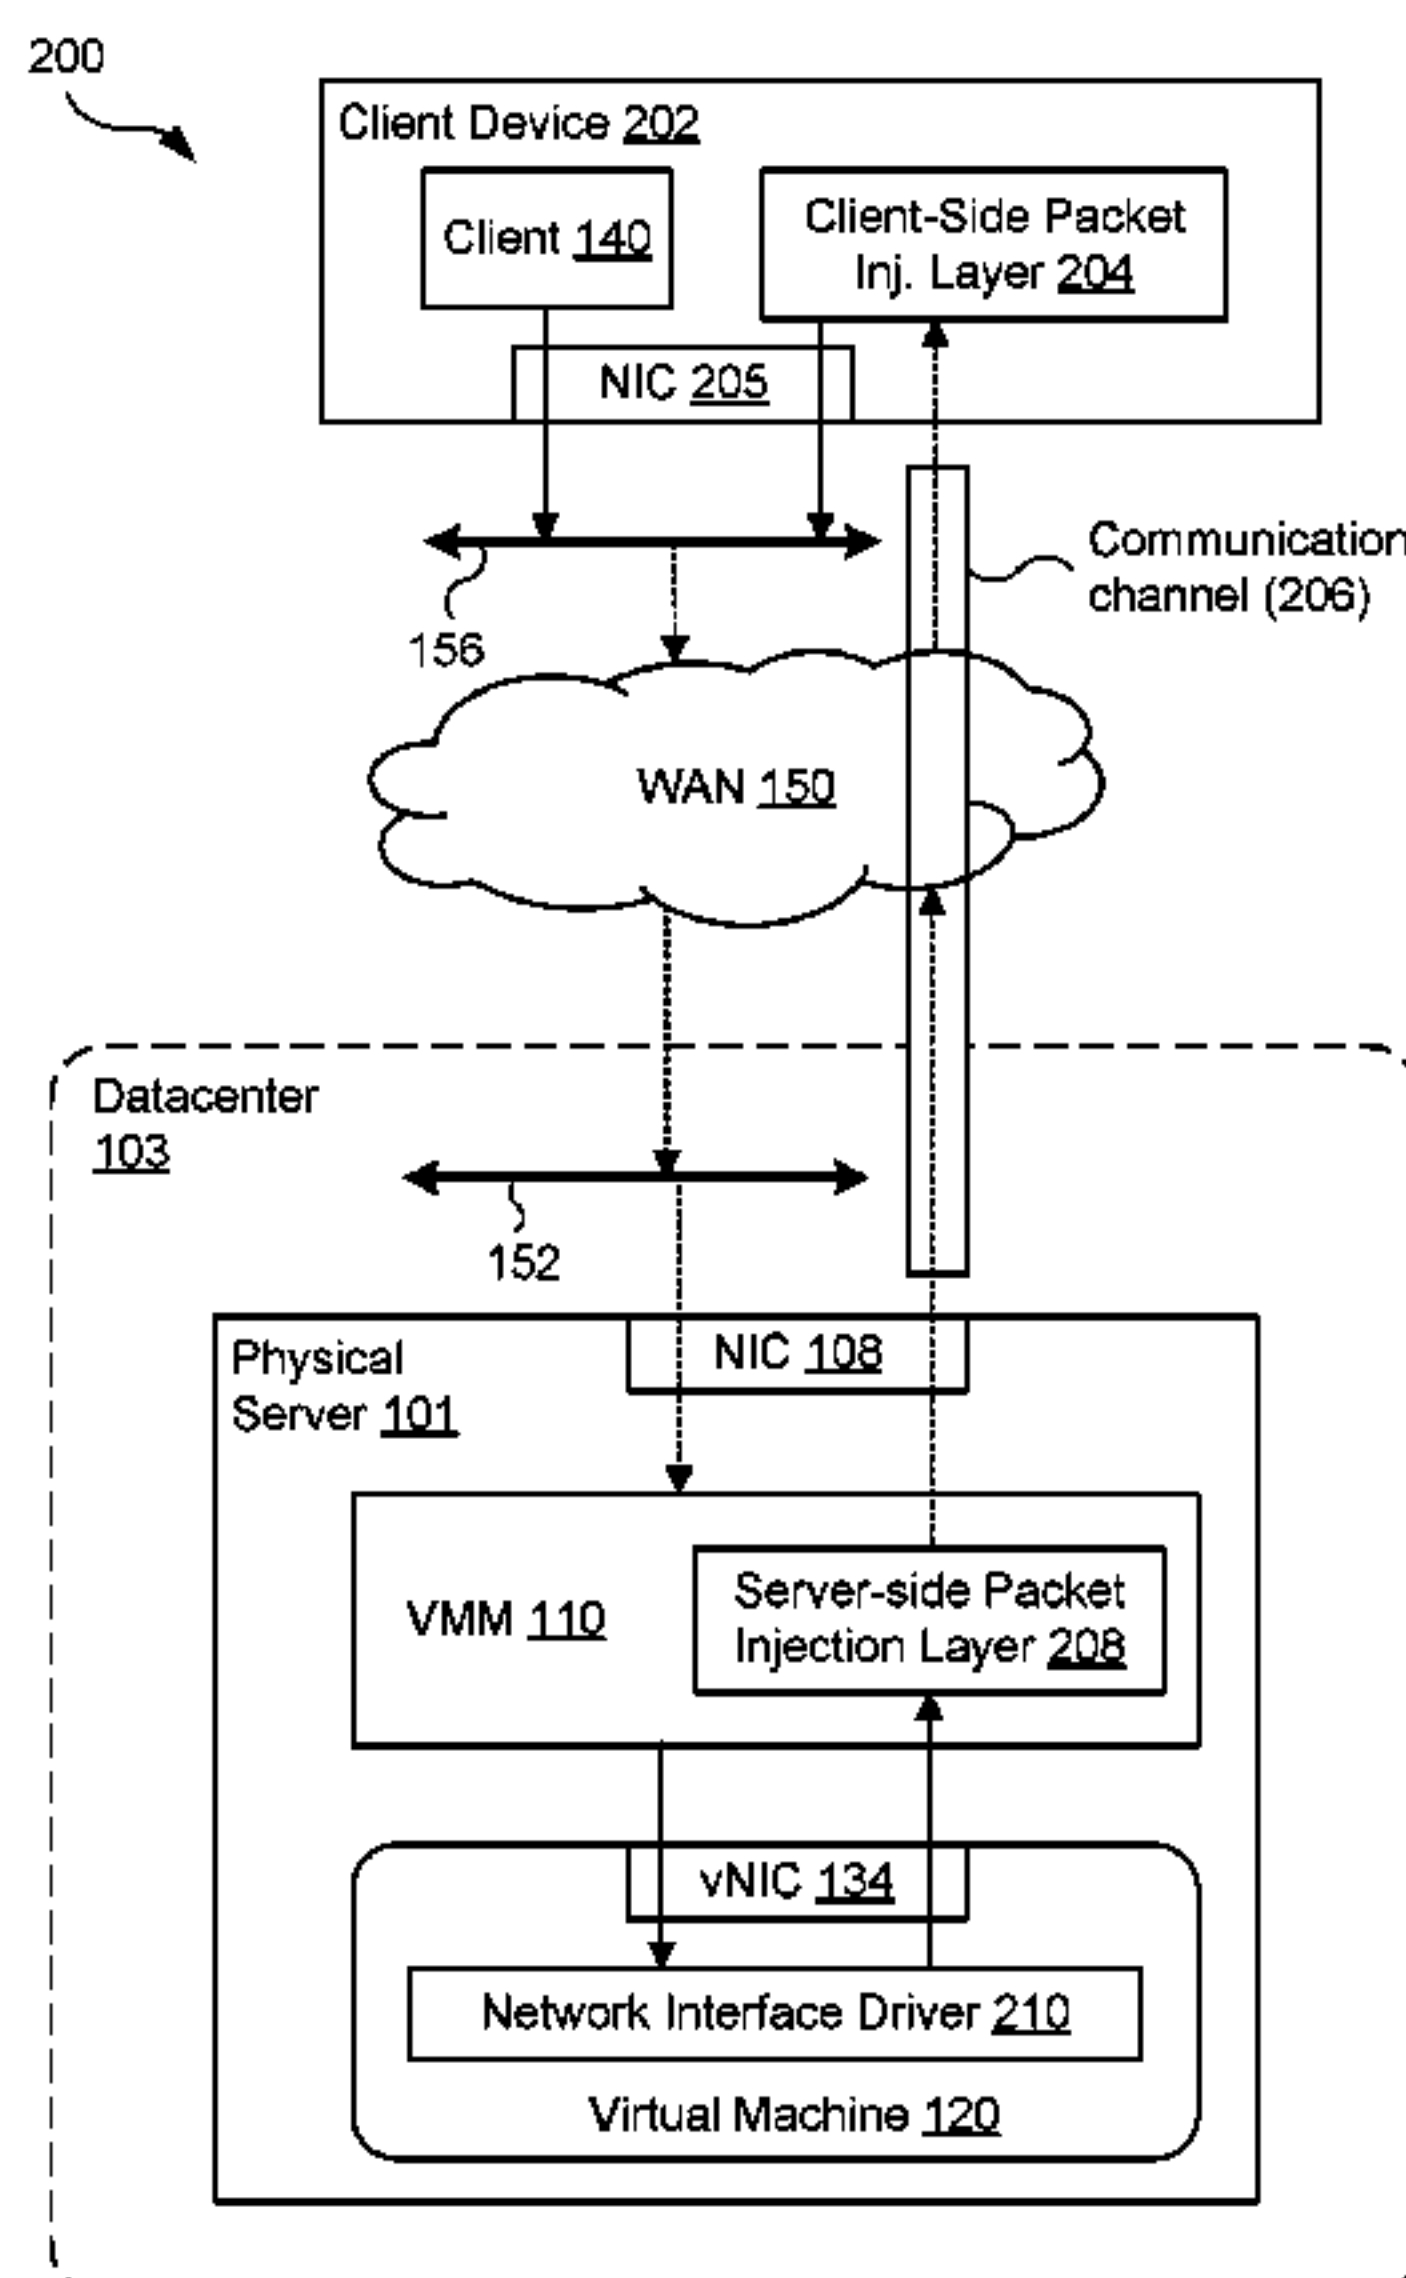 200
Client Device 202
Client 140
Client-Side Packet
Inj. Layer 204
NIC 205
Communication
channel (206)
156
WAN 150
Datacenter
103
152
NIC 108
Physical
Server 101
VMM 110
Server-side Packet
Injection Layer 208
vNIC 134
Network Interface Driver 210
Virtual Machine 120